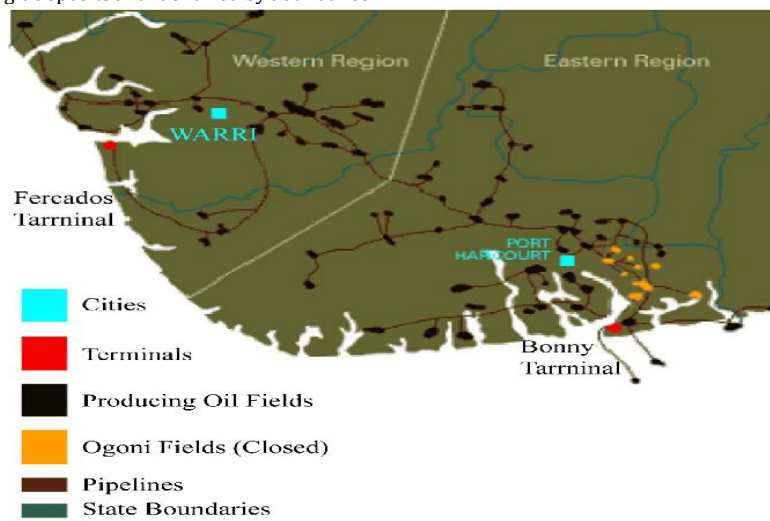 Western Region
Eastern Region
WARRI
Fercados
Tarrninal
PORT
HARCOURT
Bonny
Tarrninal
Cities
Terminals
Producing Oil Fields
Ogoni Fields (Closed)
Pipelines
State Boundaries